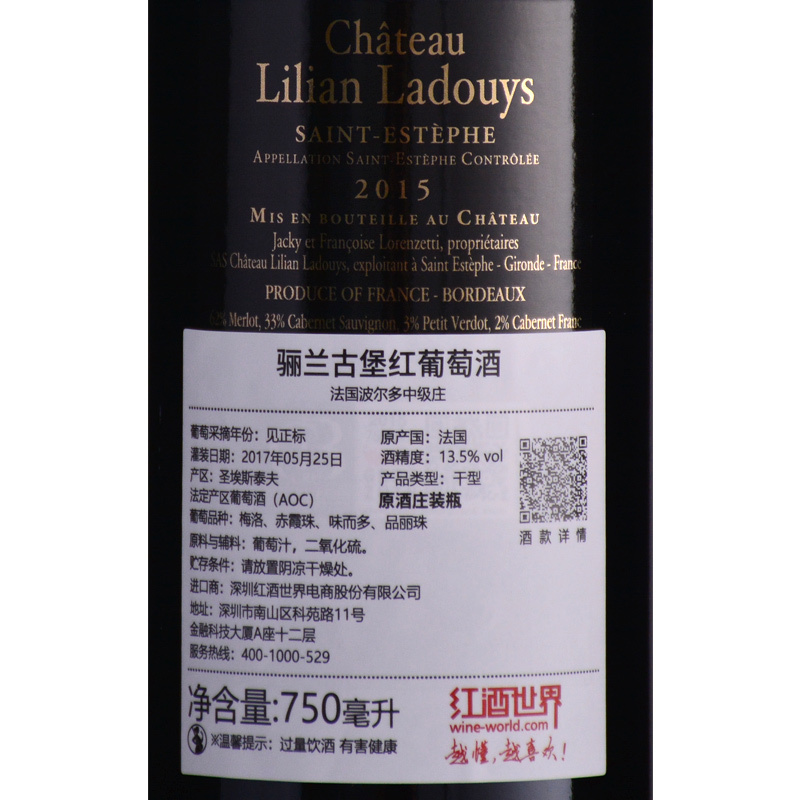 Château
Lilian Ladouys
SAINT-ESTÈPHE
APPELLATION SAINT-ESTÈPHE CONTRÔLÉE
2015
MIS EN BOUTEILLE AU CHÂTEAU
Jacky et Françoise Lorenzetti, propriétaires
SAS Château Lilian Ladouys, exploitant à Saint Estèphe - Gironde - France
PRODUCE OF FRANCE - BORDEAUX
Merlot, 33% Cabernet Sauvignon, 3% Petit Verdot, 2% Cabernet Franc
骊兰古堡红葡萄酒
法国波尔多中级庄
葡萄采摘年份：见正标 原产国：法国
灌装日期：2017年05月25日 酒精度：13.5% vol
产区：圣埃斯泰夫 产品类型：干型
法定产区葡萄酒（AOC） 原酒庄装瓶
葡萄品种：梅洛、赤霞珠、味而多、品丽珠
酒款详情
原料与辅料：葡萄汁，二氧化硫。
贮存条件：请放置阴凉干燥处。
进口商：深圳红酒世界电商股份有限公司
地址：深圳市南山区科苑路11号
金融科技大厦A座十二层
服务热线：400-1000-529
净含量:750毫升
※温馨提示：过量饮酒 有害健康
红酒世界
wine-world.com
越懂，越喜欢！